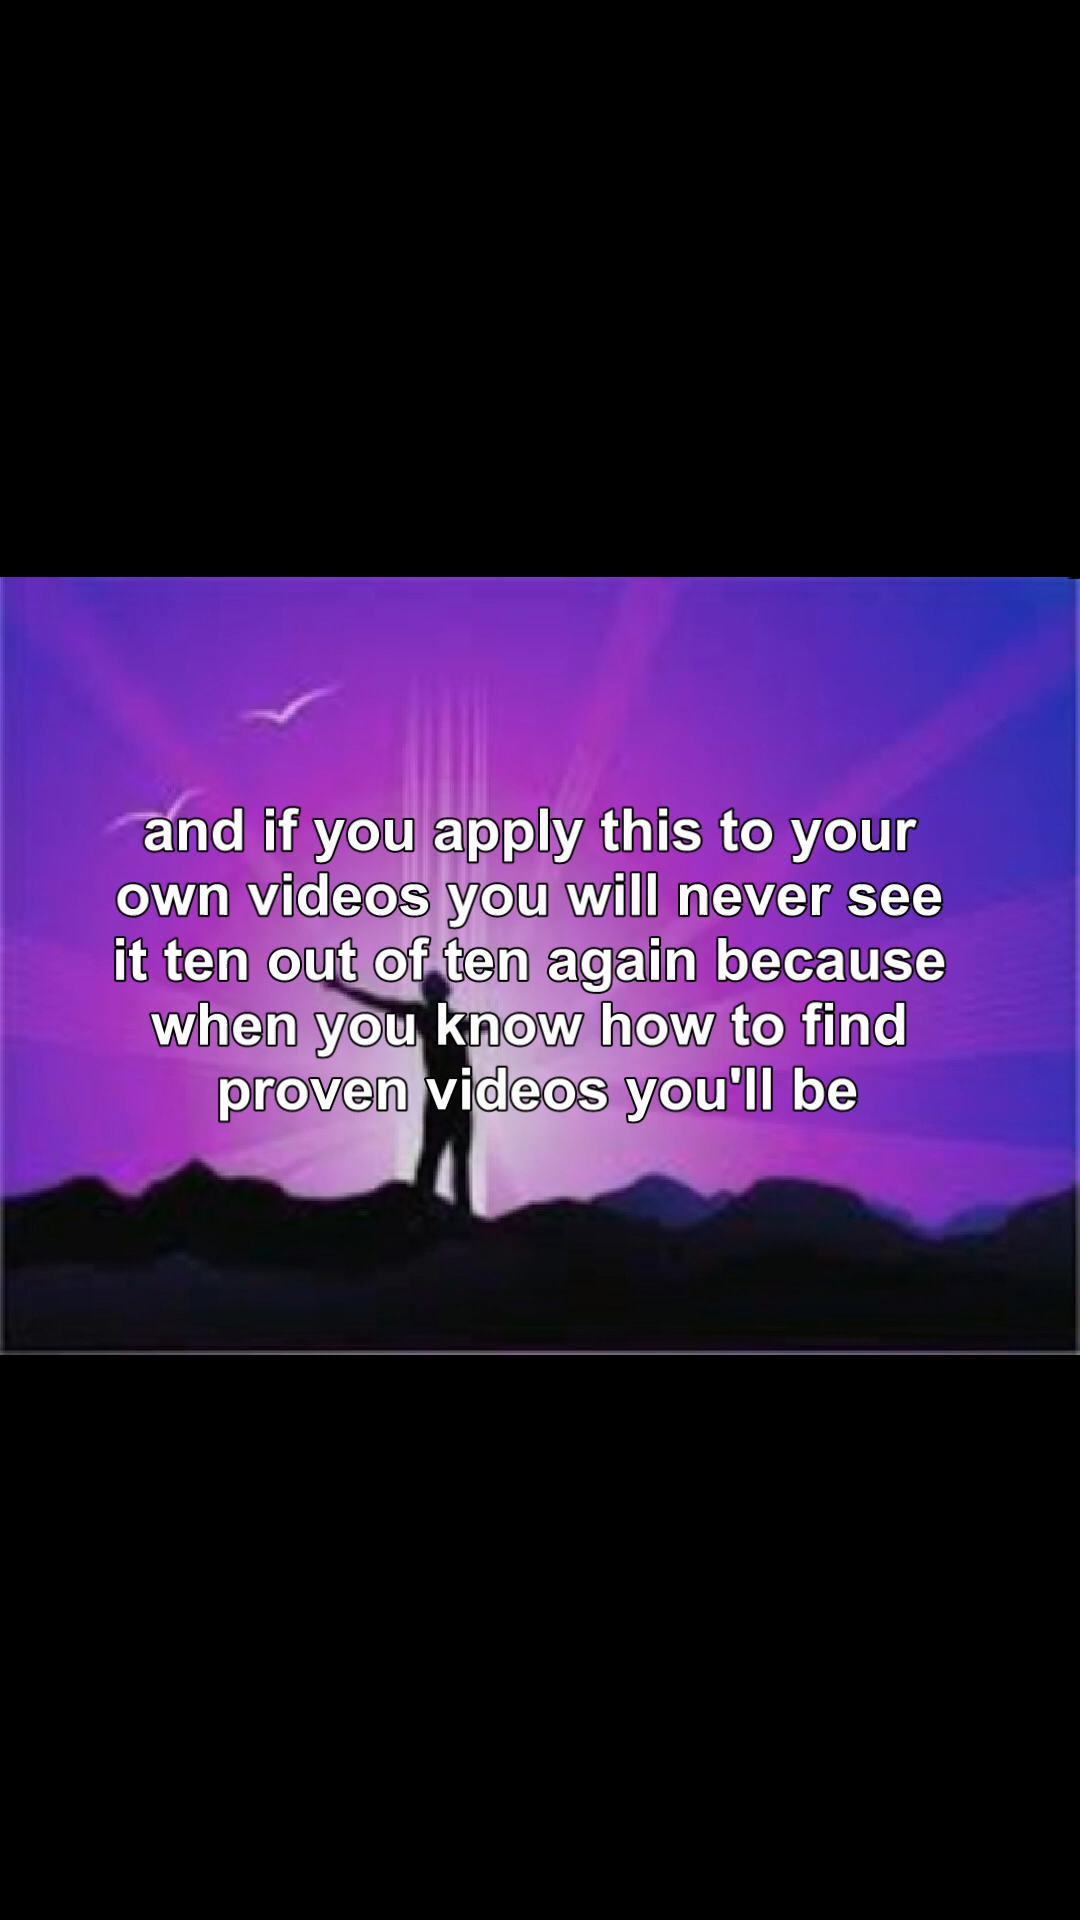 and if you apply this to your
own videos you will never see
it ten out of ten again because
when you know how to find
proven videos you'll be